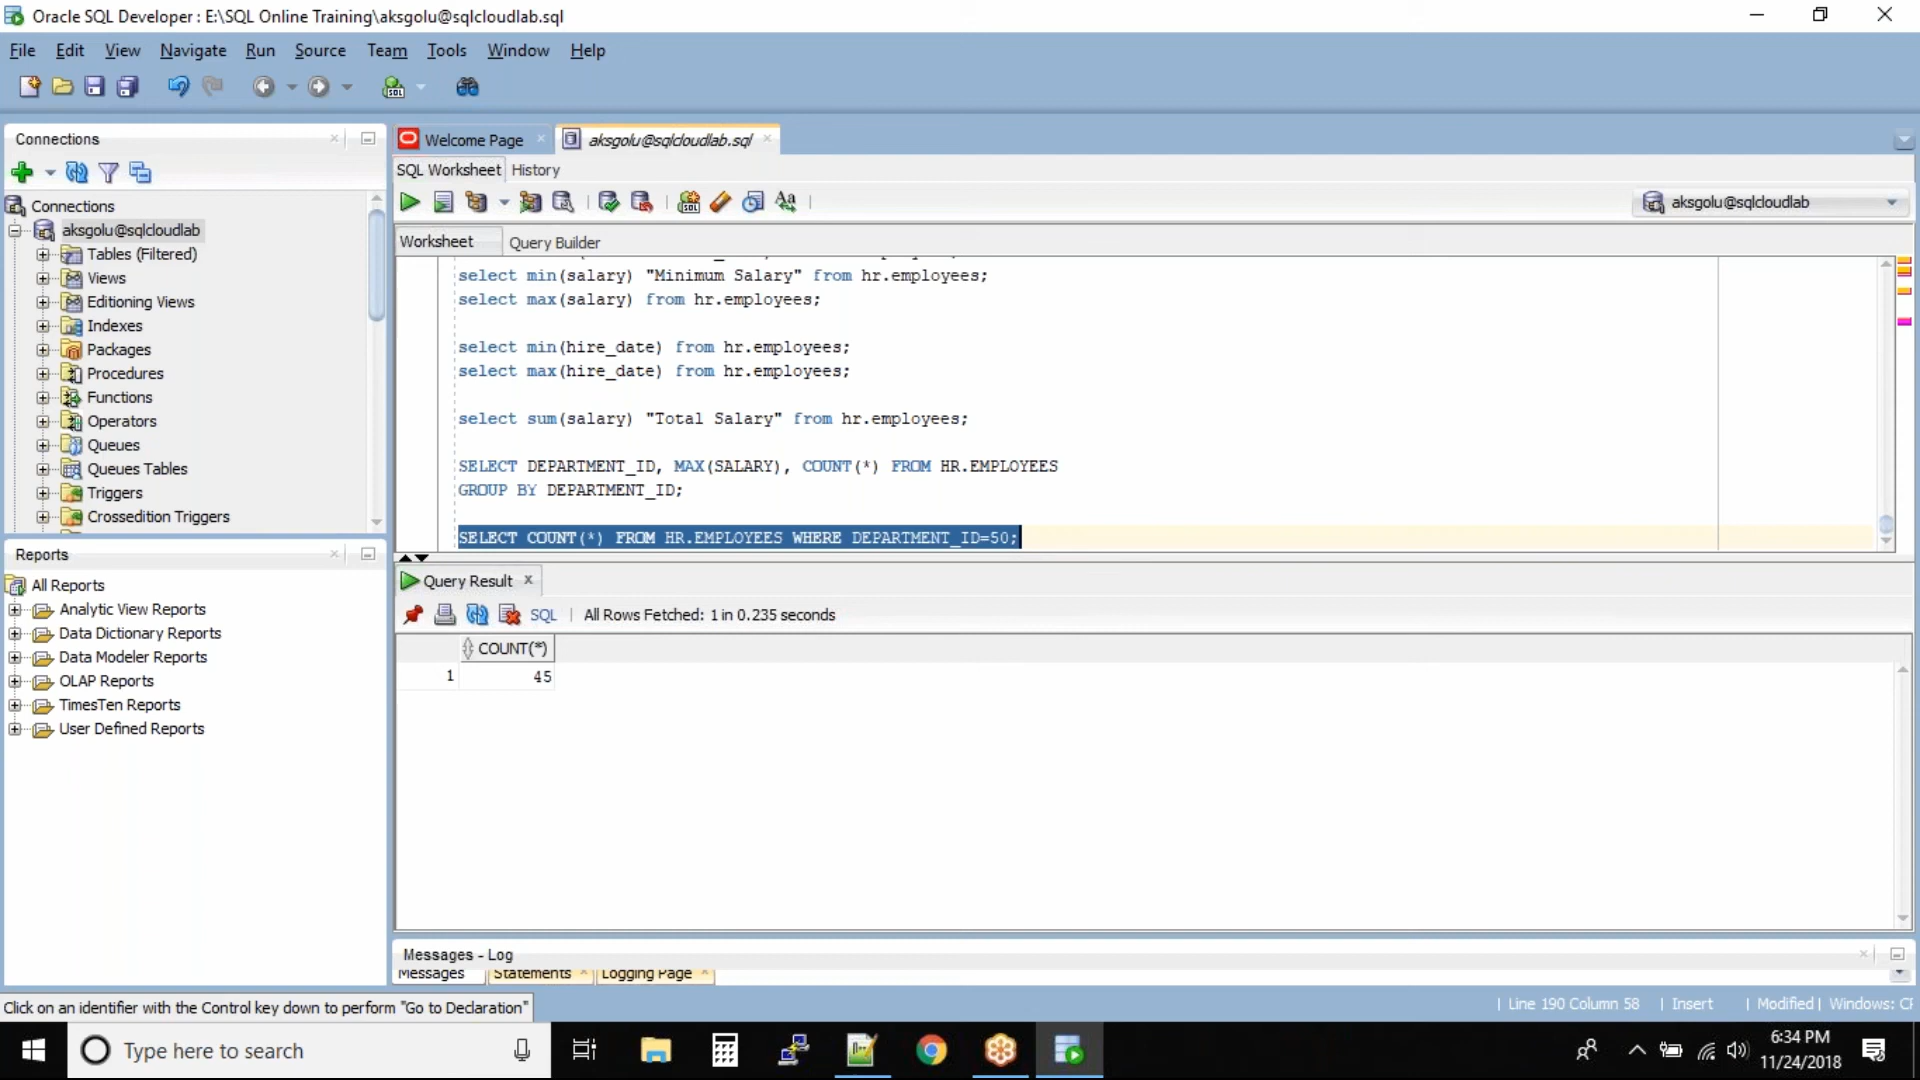 Oracle SQL Developer : E:\SQL Online Training\aksgolu@sqlcloudlab.sql
File Edit View Navigate Run Source Team Tools Window Help
Connections
Connections
aksgolu@sqlcloudlab
Tables (Filtered)
Views
Editioning Views
Indexes
Packages
Procedures
Functions
Operators
Queues
Queues Tables
Triggers
Crossedition Triggers
Reports
All Reports
Analytic View Reports
Data Dictionary Reports
Data Modeler Reports
OLAP Reports
TimesTen Reports
User Defined Reports
Welcome Page aksgolu@sqlcloudlab.sql
SQL Worksheet History
aksgolu@sqlcloudlab
Worksheet Query Builder
select min(salary) "Minimum Salary" from hr.employees;
select max(salary) from hr.employees;
select min(hire_date) from hr.employees;
select max(hire_date) from hr.employees;
select sum(salary) "Total Salary" from hr.employees;
SELECT DEPARTMENT_ID, MAX(SALARY), COUNT(*) FROM HR.EMPLOYEES
GROUP BY DEPARTMENT_ID;
SELECT COUNT(*) FROM HR.EMPLOYEES WHERE DEPARTMENT_ID=50;
Query Result
SQL | All Rows Fetched: 1 in 0.235 seconds
COUNT(*)
1 45
Messages - Log
Messages Statements Logging Page
Click on an identifier with the Control key down to perform "Go to Declaration"
| Line 190 Column 58 | Insert | Modified | Windows: CF
Type here to search
6:34 PM
11/24/2018